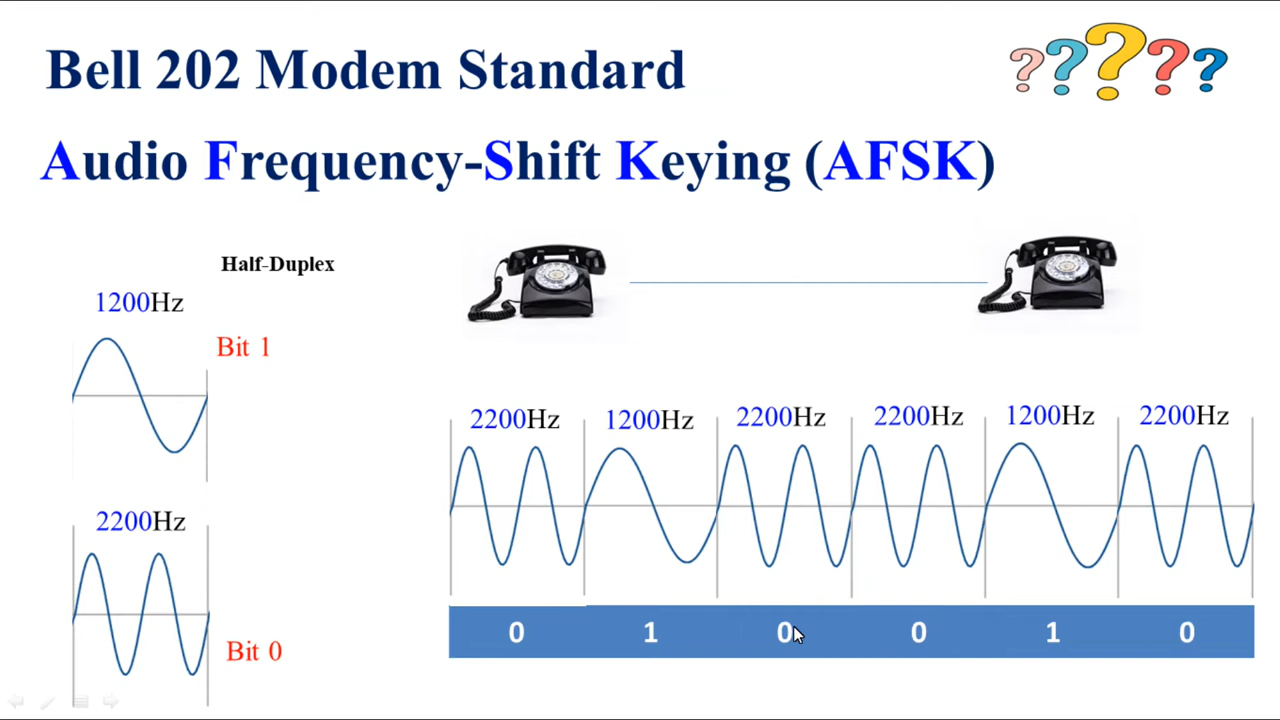 Bell 202 Modem Standard
? ? ? ? ?
Audio Frequency-Shift Keying (AFSK)
Half-Duplex
1200Hz
Bit 1
2200Hz 1200Hz 2200Hz 2200Hz 1200Hz 2200Hz
2200Hz
0 1 0 0 1 0
Bit 0